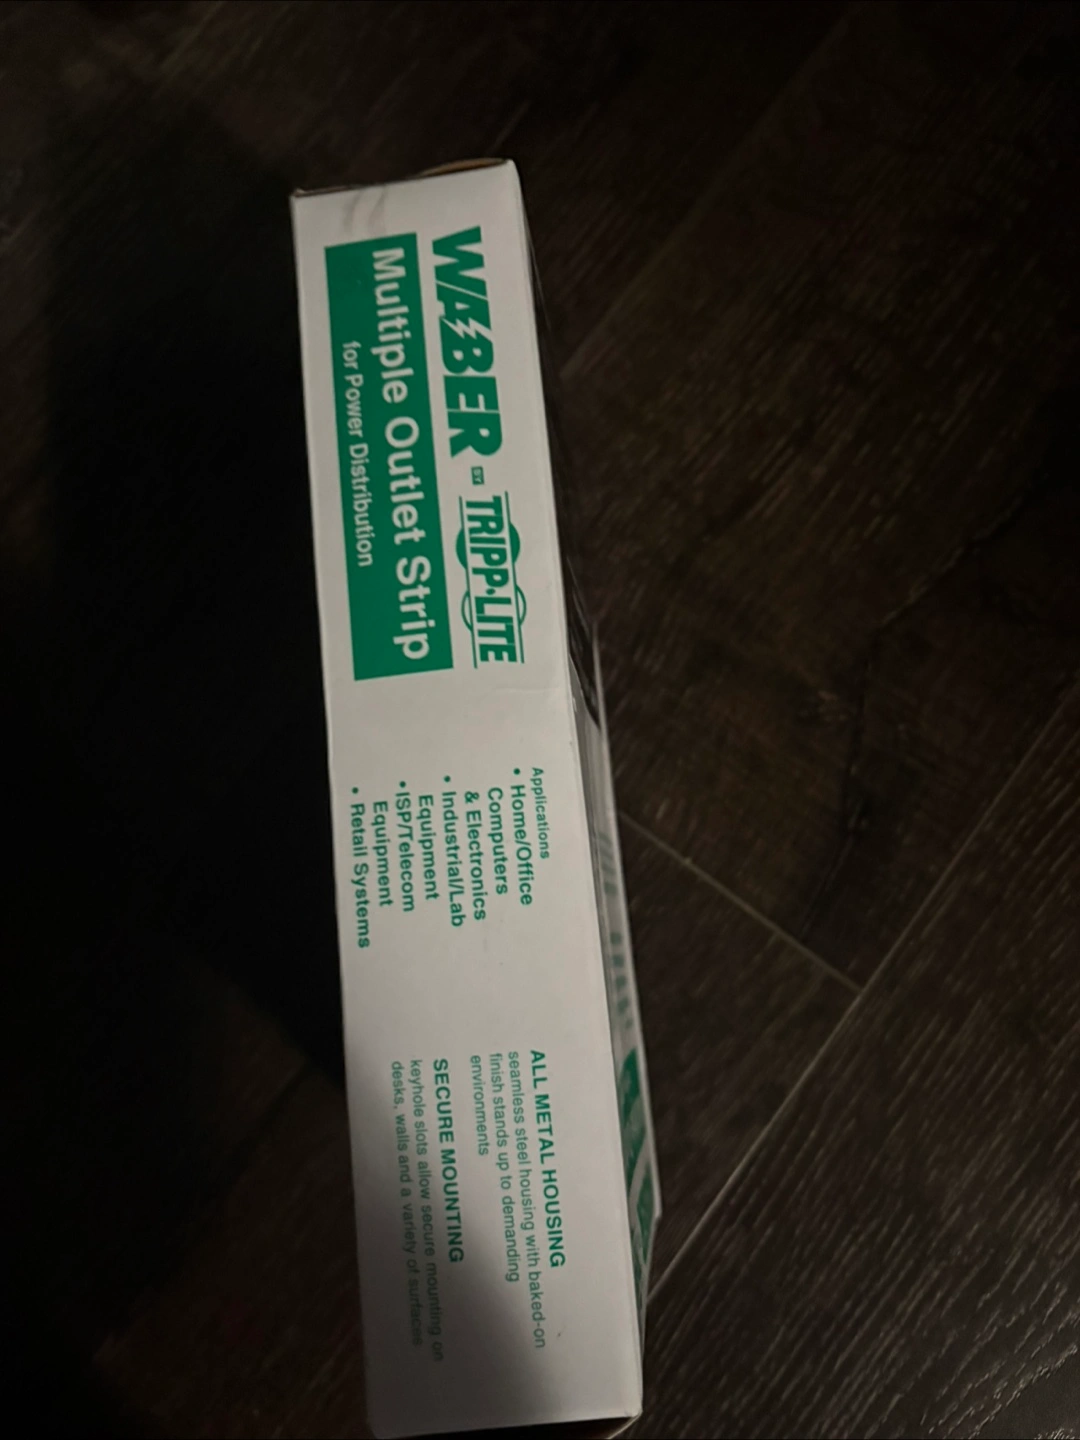 WABER BY TRIPP·LITE
Multiple Outlet Strip
for Power Distribution
Applications
• Home/Office
Computers
& Electronics
• Industrial/Lab
Equipment
•ISP/Telecom
Equipment
• Retail Systems
ALL METAL HOUSING
seamless steel housing with baked-on
finish stands up to demanding
environments
SECURE MOUNTING
keyhole slots allow secure mounting on
desks, walls and a variety of surfaces